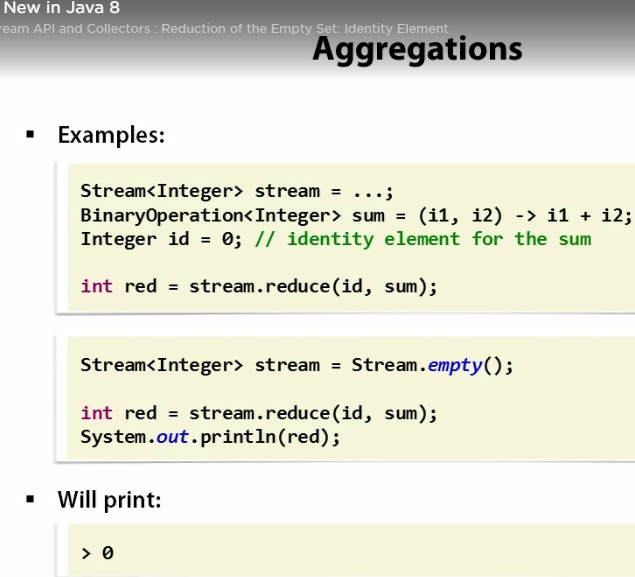 New in Java 8
ream API and Collectors : Reduction of the Empty Set: Identity Element
Aggregations
▪ Examples:
Stream<Integer> stream = ...;
BinaryOperation<Integer> sum = (i1, i2) -> i1 + i2;
Integer id = 0; // identity element for the sum
int red = stream.reduce(id, sum);
Stream<Integer> stream = Stream.empty();
int red = stream.reduce(id, sum);
System.out.println(red);
▪ Will print:
> 0